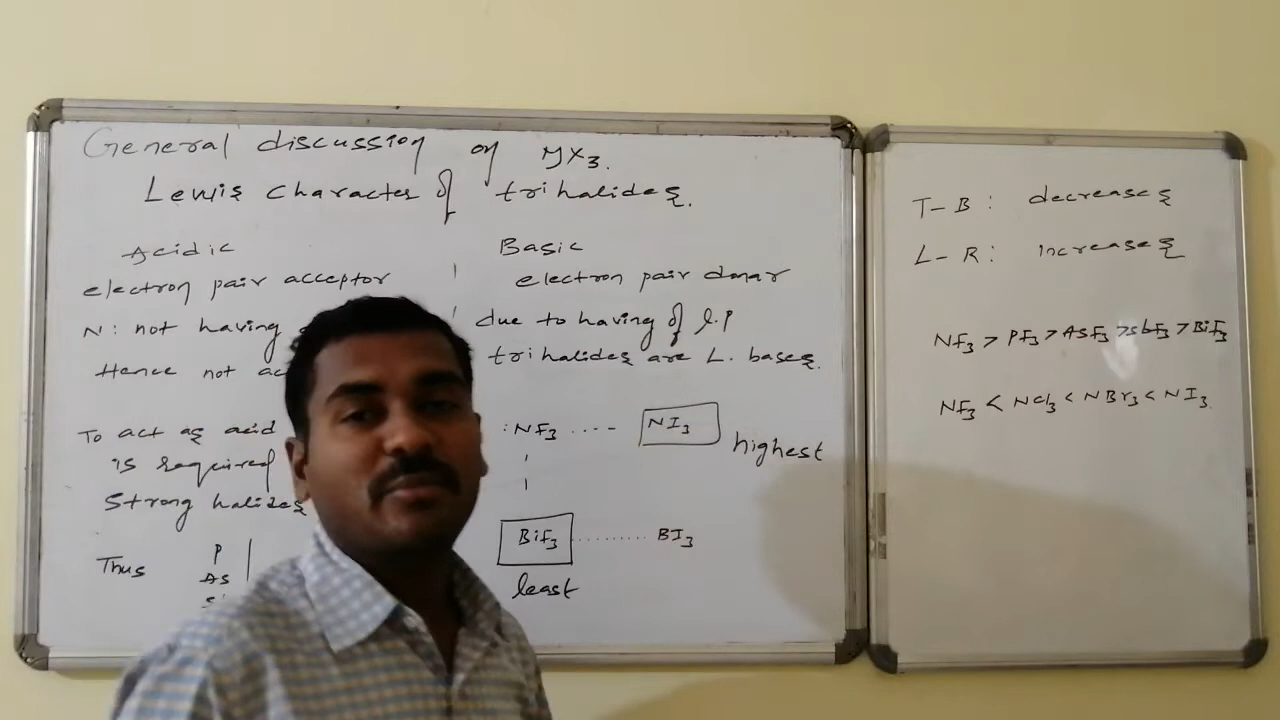 General discussion on MX3.
Lewis character of trihalides.
Acidic
electron pair acceptor
N: not having
Hence not ac
To act as acid
is required
Strong halides
Thus P
As
Basic
electron pair donar
due to having of l.P
trihalides are L. bases.
:NF3 .... NI3
highest
BiF3 ......... BI3
least
T-B: decreases
L-R: increases
NF3 > PF3 > AsF3 > SbF3 > BiF3
NF3 < NCl3 < NBr3 < NI3.